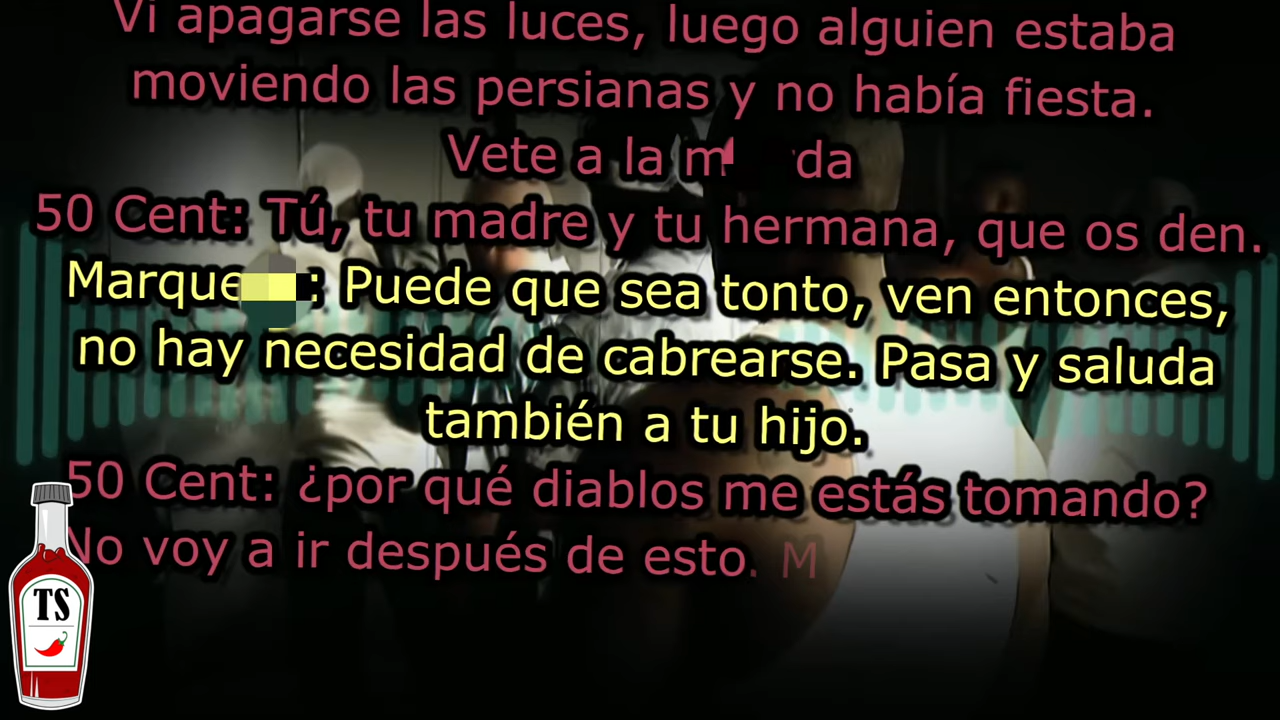 Vi apagarse las luces, luego alguien estaba
moviendo las persianas y no había fiesta.
Vete a la
50 Cent: Tú, tu madre y tu hermana, que os den.
: Puede que sea tonto, ven entonces,
no hay necesidad de cabrearse. Pasa y saluda
también a tu hijo.
50 Cent: ¿por qué diablos me estás tomando?
No voy a ir después de esto. M
TS